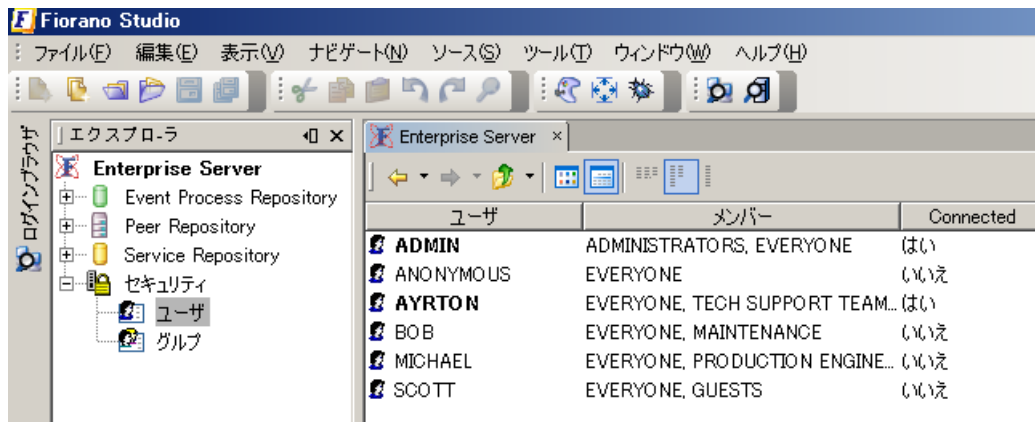 Fiorano Studio
ファイル(F) 編集(E) 表示(V) ナビゲート(N) ソース(S) ツール(T) ウィンドウ(W) ヘルプ(H)
ログインブラウザ
エクスプローラ
Enterprise Server
Event Process Repository
Peer Repository
Service Repository
セキュリティ
ユーザ
グルプ
Enterprise Server
ユーザ メンバー Connected
ADMIN ADMINISTRATORS, EVERYONE はい
ANONYMOUS EVERYONE いいえ
AYRTON EVERYONE, TECH SUPPORT TEAM... はい
BOB EVERYONE, MAINTENANCE いいえ
MICHAEL EVERYONE, PRODUCTION ENGINE... いいえ
SCOTT EVERYONE, GUESTS いいえ